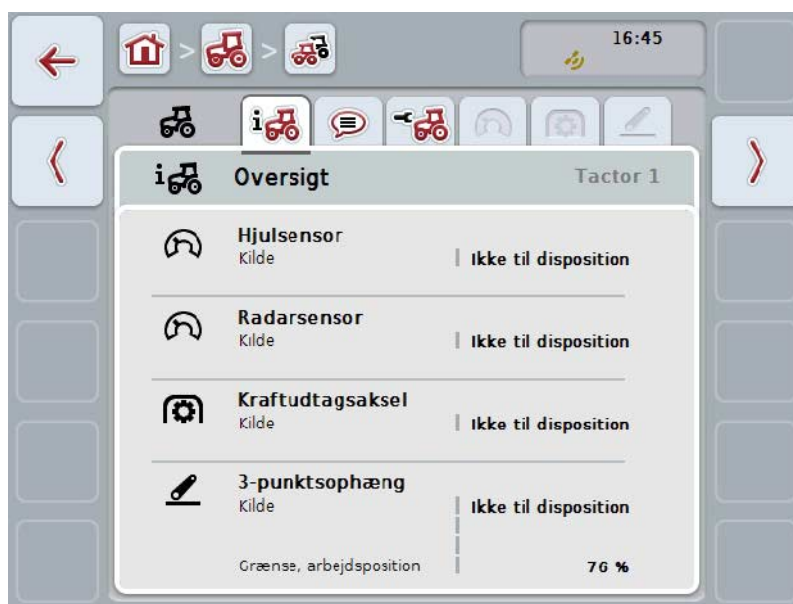 16:45
Oversigt
Tactor 1
Hjulsensor
Kilde
Ikke til disposition
Radarsensor
Kilde
Ikke til disposition
Kraftudtagsaksel
Kilde
Ikke til disposition
3-punktsophæng
Kilde
Ikke til disposition
Grænse, arbejdsposition
76 %